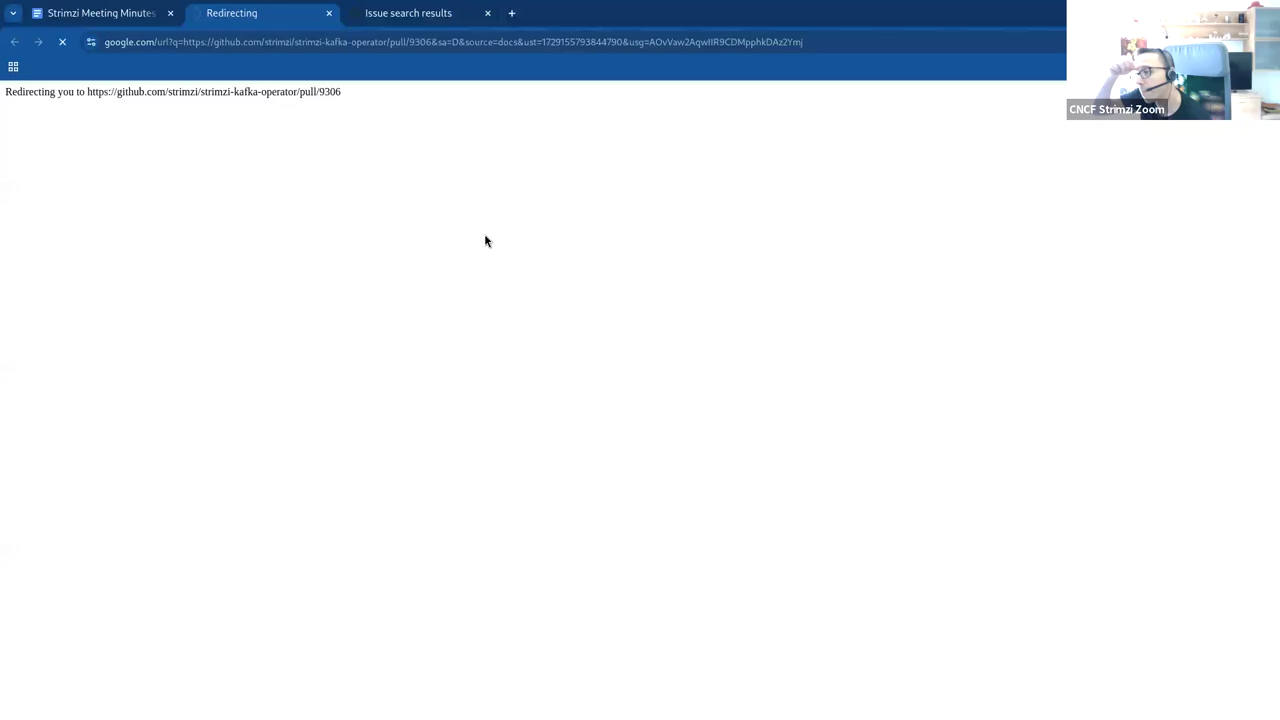 Strimzi Meeting Minutes
Redirecting
Issue search results
google.com/url?q=https://github.com/strimzi/strimzi-kafka-operator/pull/9306&sa=D&source=docs&ust=1729155793844790&usg=AOvVaw2AqwIIR9CDMpphkDAz2Ymj
Redirecting you to https://github.com/strimzi/strimzi-kafka-operator/pull/9306
CNCF Strimzi Zoom